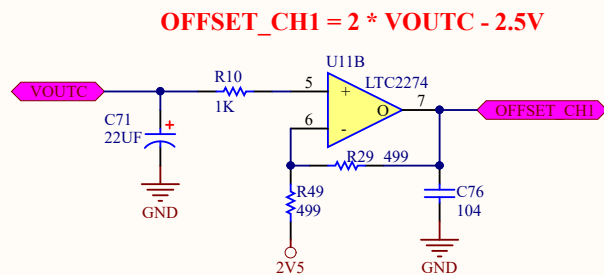 OFFSET_CH1 = 2 * VOUTC - 2.5V
U11B
LTC2274
VOUTC
R10
1K
5
+
6
-
O
7
OFFSET_CH1
C71
+
22UF
GND
R29 499
R49
499
2V5
C76
104
GND